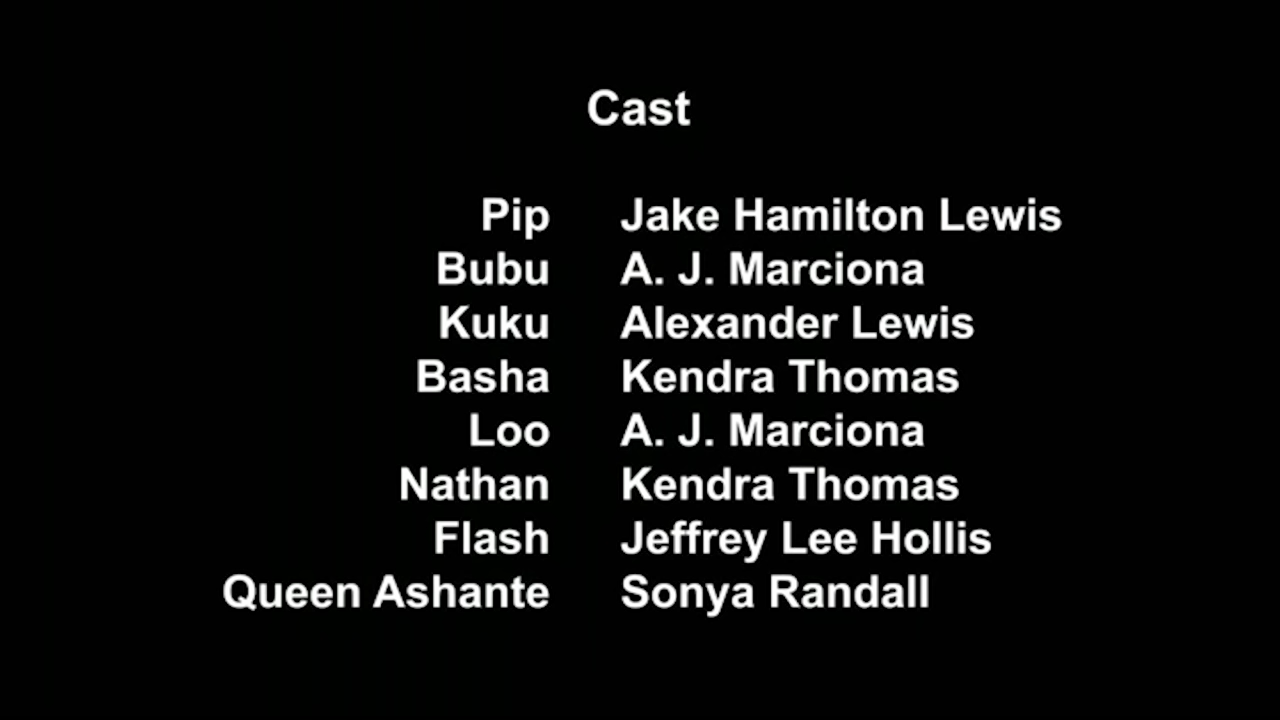 Cast
Pip Jake Hamilton Lewis
Bubu A. J. Marciona
Kuku Alexander Lewis
Basha Kendra Thomas
Loo A. J. Marciona
Nathan Kendra Thomas
Flash Jeffrey Lee Hollis
Queen Ashante Sonya Randall